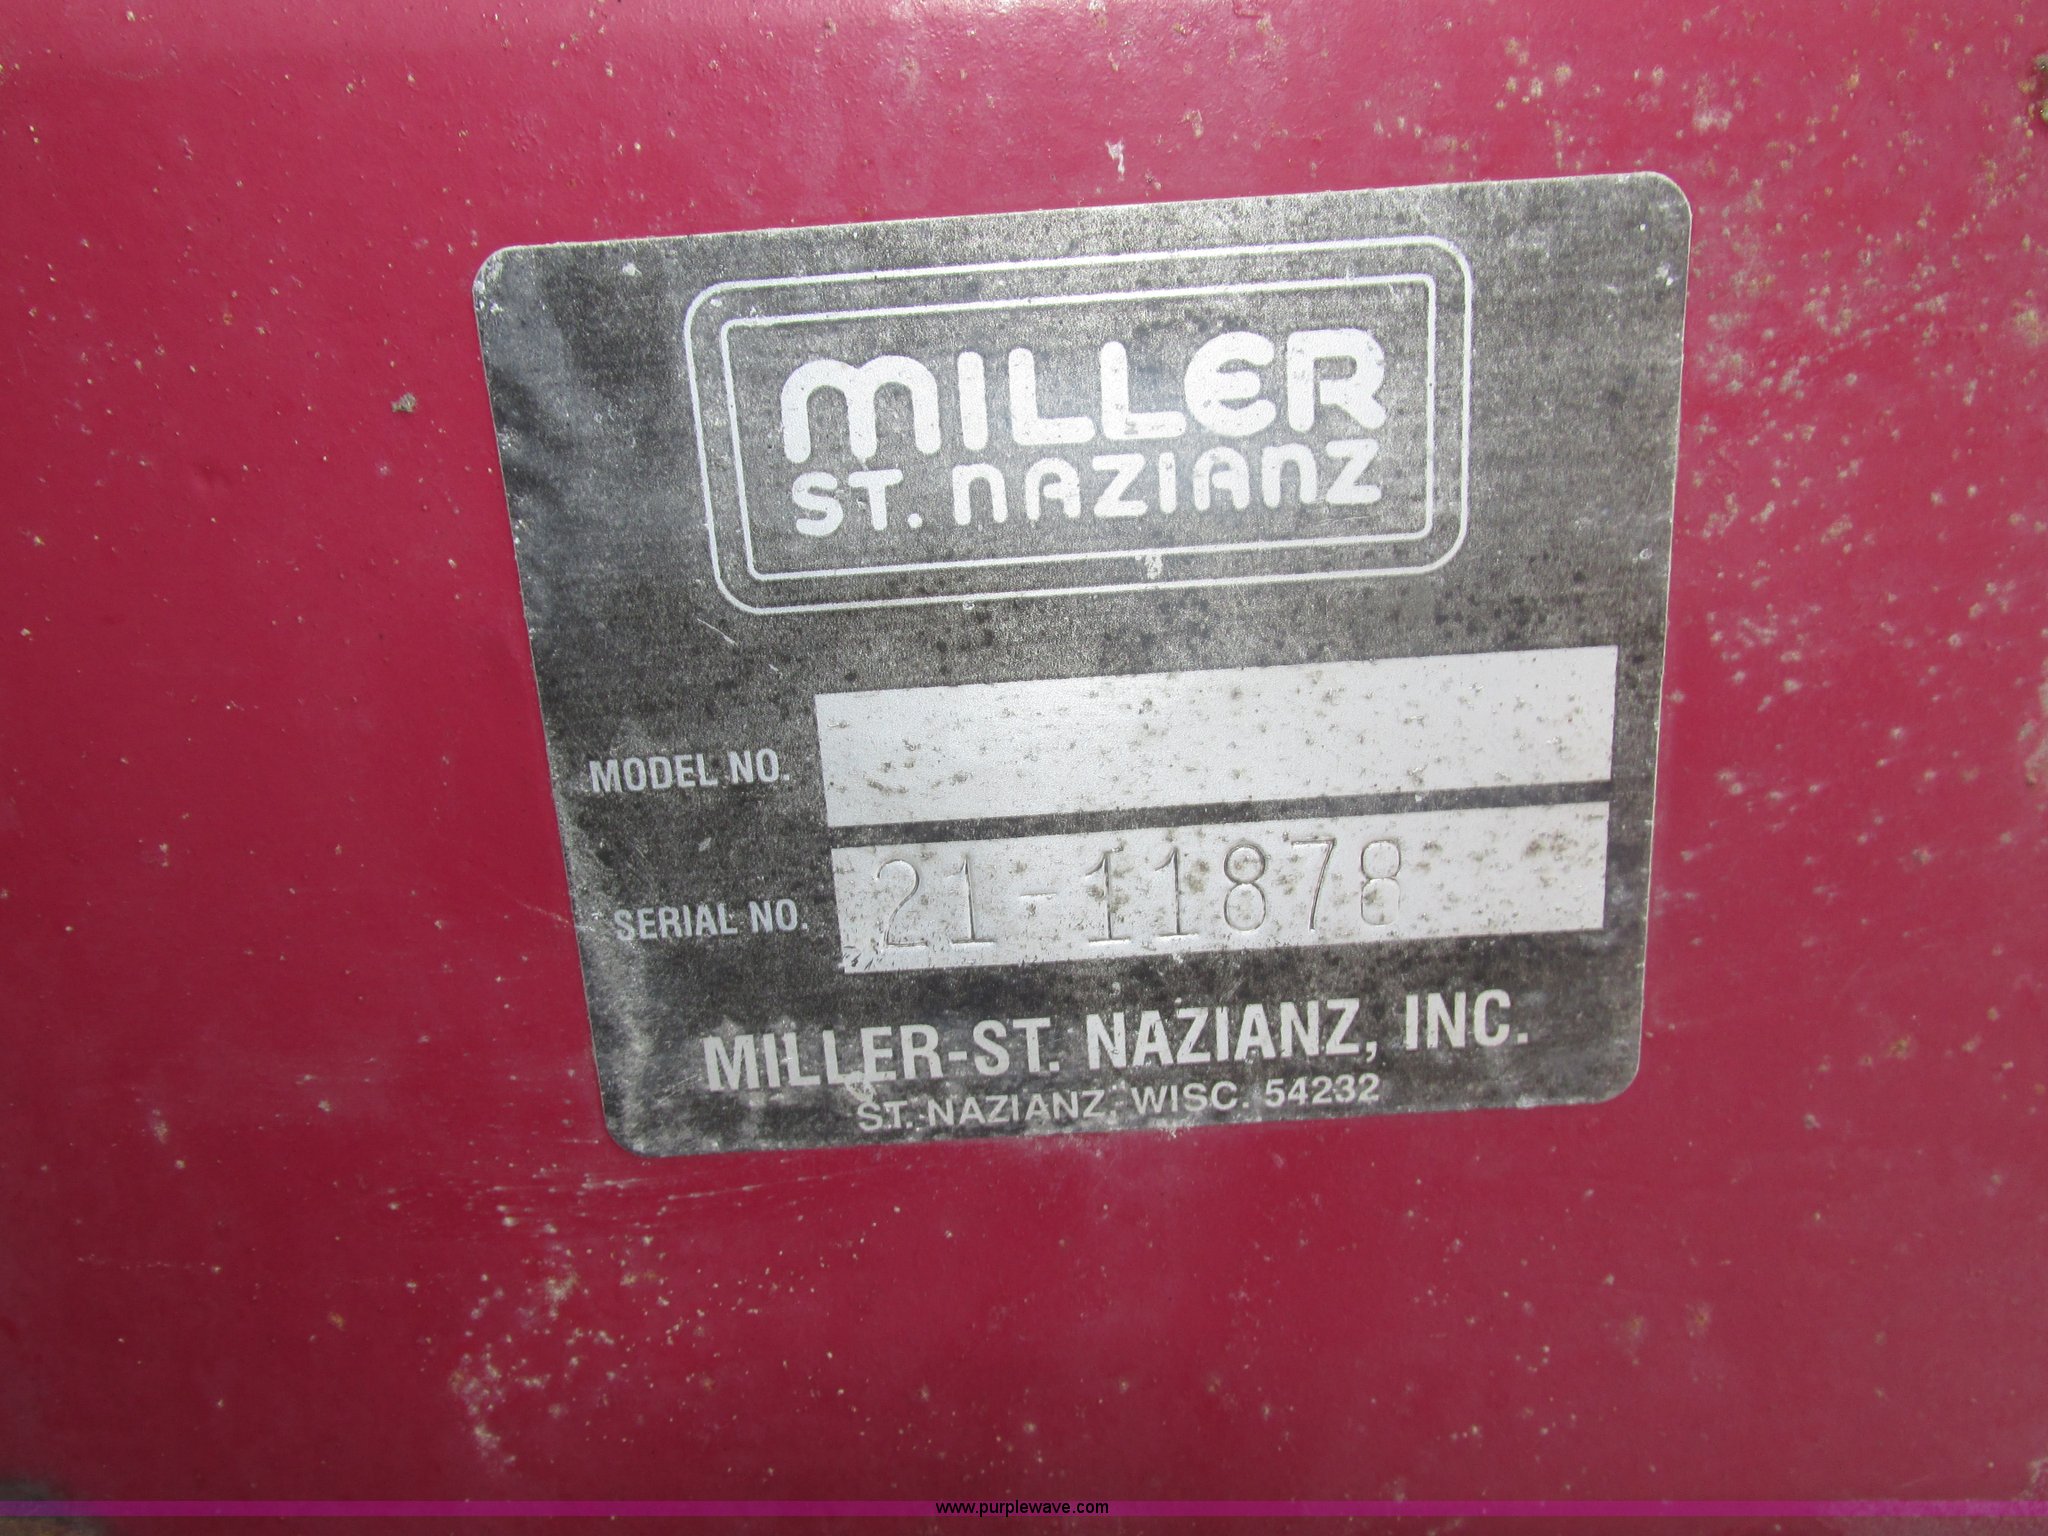 MILLER
ST. NAZIANZ
MODEL NO.
SERIAL NO. 21-11878
MILLER-ST. NAZIANZ, INC.
ST. NAZIANZ, WISC. 54232
www.purplewave.com